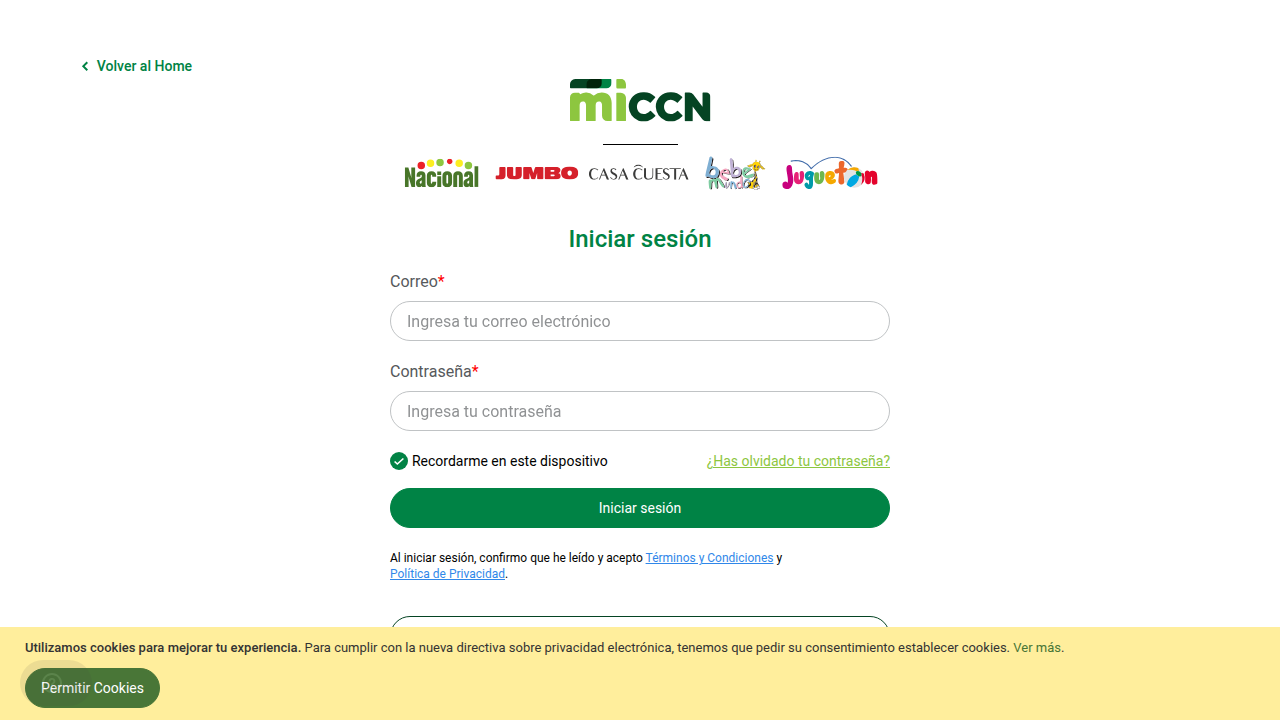 Volver al Home
miCCN
Nacional JUMBO CASA CUESTA bebé mundo Juguetón
Iniciar sesión
Correo*
Ingresa tu correo electrónico
Contraseña*
Ingresa tu contraseña
Recordarme en este dispositivo ¿Has olvidado tu contraseña?
Iniciar sesión
Al iniciar sesión, confirmo que he leído y acepto Términos y Condiciones y
Política de Privacidad.
Utilizamos cookies para mejorar tu experiencia. Para cumplir con la nueva directiva sobre privacidad electrónica, tenemos que pedir su consentimiento establecer cookies. Ver más.
Permitir Cookies